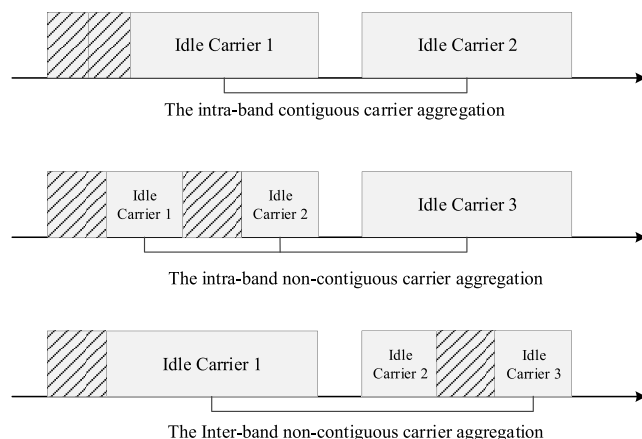 Idle Carrier 1
Idle Carrier 2
The intra-band contiguous carrier aggregation
Idle
Carrier 1
Idle
Carrier 2
Idle Carrier 3
The intra-band non-contiguous carrier aggregation
Idle Carrier 1
Idle
Carrier 2
Idle
Carrier 3
The Inter-band non-contiguous carrier aggregation